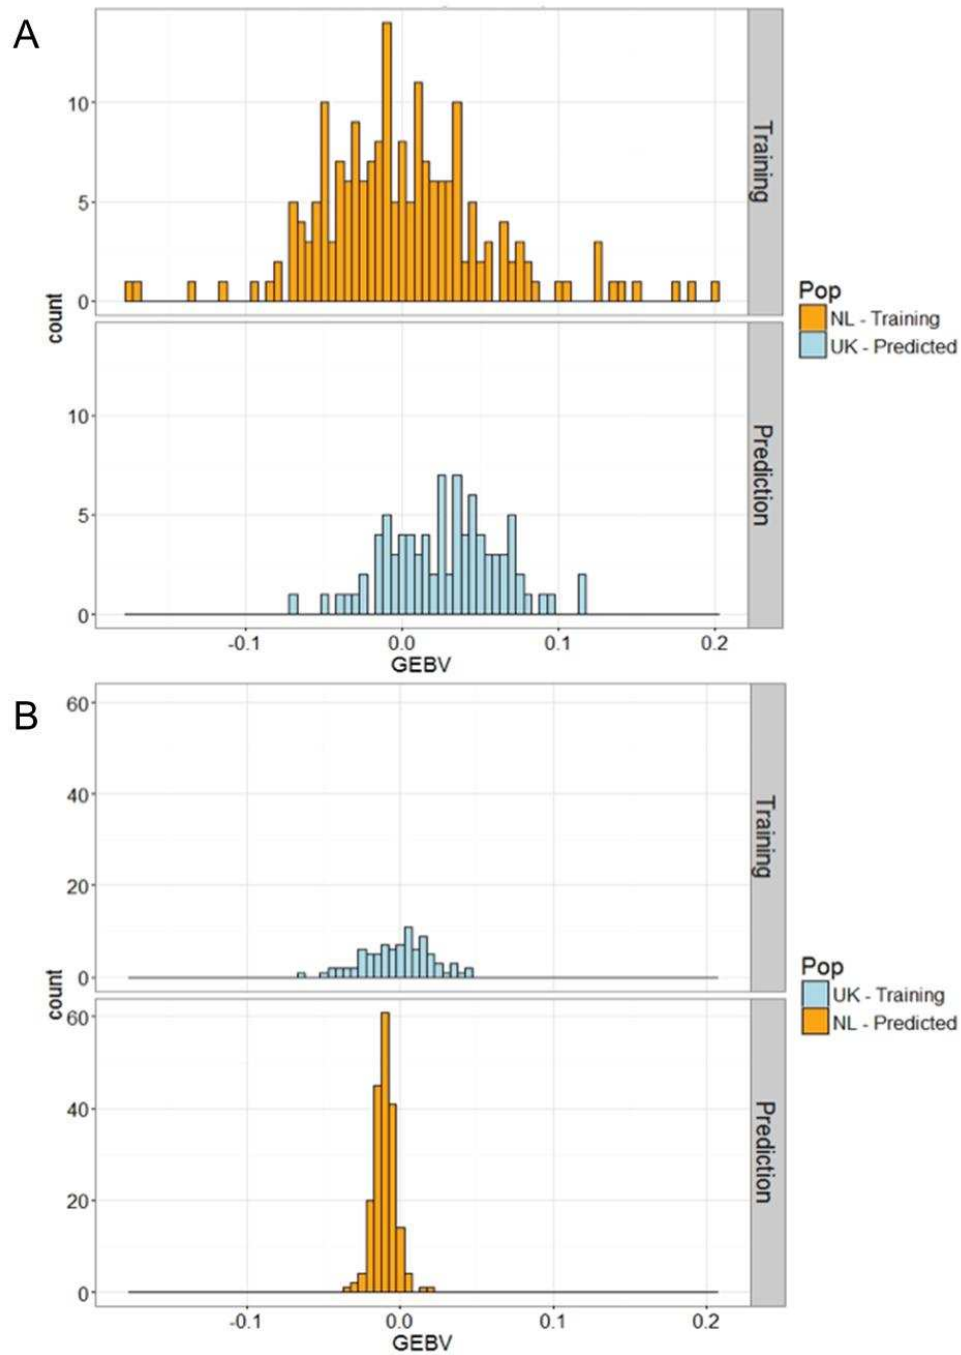 A
10
5
0
Training
count
10
5
0
Prediction
-0.1
0.0
0.1
0.2
GEBV
Pop
NL - Training
UK - Predicted
B
60
40
20
0
Training
count
60
40
20
0
Prediction
-0.1
0.0
0.1
0.2
GEBV
Pop
UK - Training
NL - Predicted